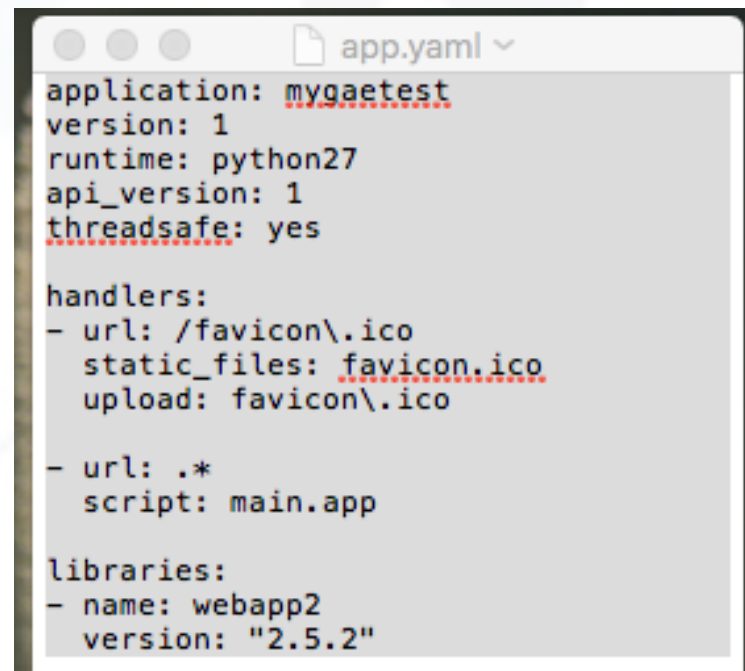 app.yaml
application: mygaetest
version: 1
runtime: python27
api_version: 1
threadsafe: yes
handlers:
- url: /favicon\.ico
static_files: favicon.ico
upload: favicon\.ico
- url: .*
script: main.app
libraries:
- name: webapp2
version: "2.5.2"